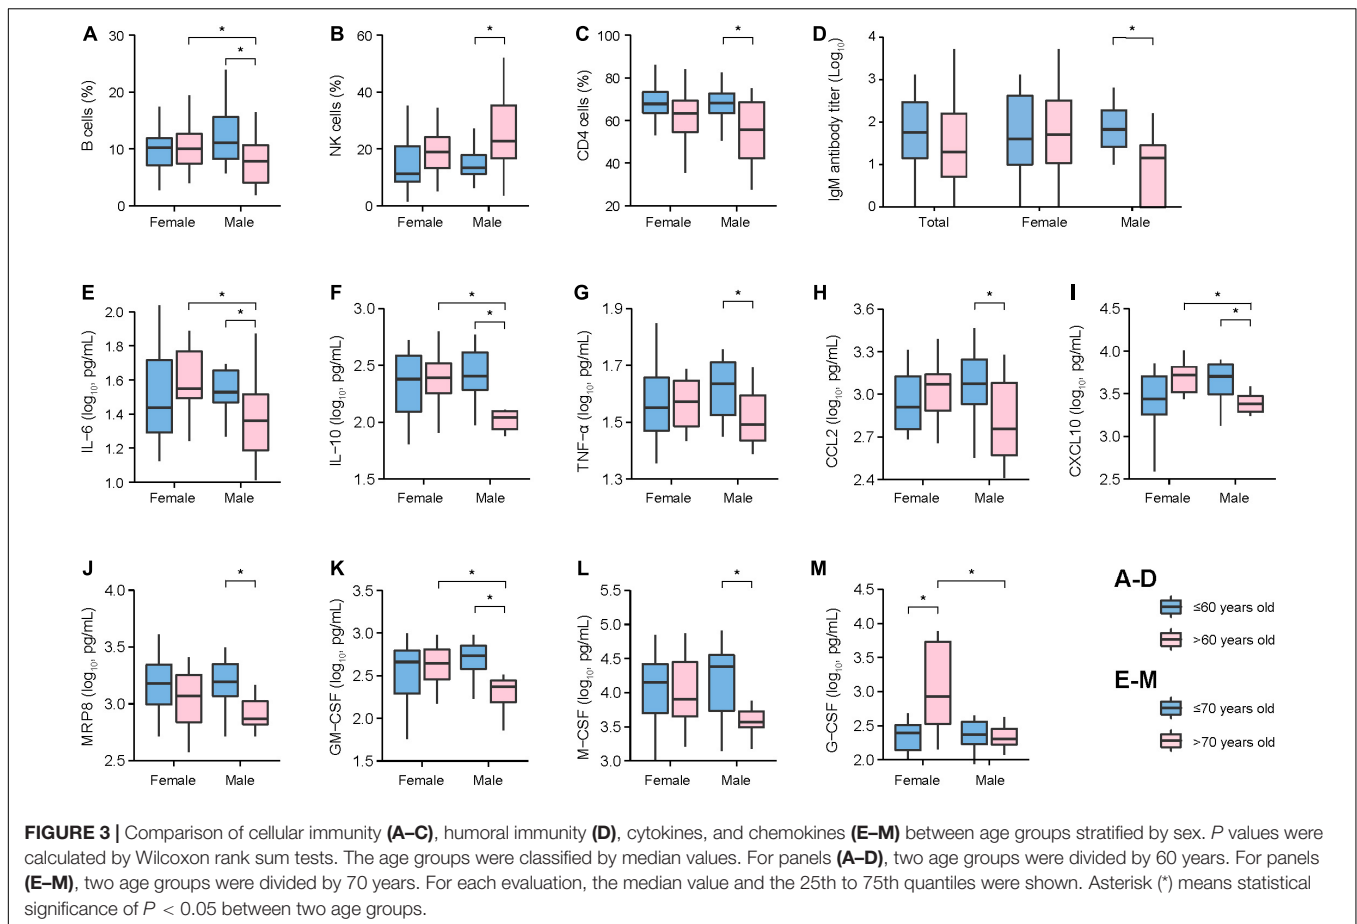 A
B
C
D
*
*
*
*
*
B cells (%)
30
20
10
0
Female
Male
NK cells (%)
60
40
20
0
Female
Male
CD4 cells (%)
100
80
60
40
20
Female
Male
IgM antibody titer (Log₁₀)
4
3
2
1
0
Total
Female
Male
E
F
G
H
I
*
*
*
*
*
*
*
*
IL−6 (log₁₀, pg/mL)
2.0
1.8
1.6
1.4
1.2
1.0
Female
Male
IL−10 (log₁₀, pg/mL)
3.0
2.5
2.0
1.5
Female
Male
TNF−α (log₁₀, pg/mL)
1.9
1.7
1.5
1.3
Female
Male
CCL2 (log₁₀, pg/mL)
3.6
3.3
3.0
2.7
2.4
Female
Male
CXCL10 (log₁₀, pg/mL)
4.5
4.0
3.5
3.0
2.5
Female
Male
J
K
L
M
*
*
*
*
*
*
MRP8 (log₁₀, pg/mL)
4.0
3.5
3.0
2.5
Female
Male
GM−CSF (log₁₀, pg/mL)
3.5
3.0
2.5
2.0
1.5
Female
Male
M−CSF (log₁₀, pg/mL)
5.5
5.0
4.5
4.0
3.5
3.0
Female
Male
G−CSF (log₁₀, pg/mL)
4.5
4.0
3.5
3.0
2.5
2.0
Female
Male
A-D
≤60 years old
>60 years old
E-M
≤70 years old
>70 years old
FIGURE 3 | Comparison of cellular immunity (A–C), humoral immunity (D), cytokines, and chemokines (E–M) between age groups stratified by sex. P values were
calculated by Wilcoxon rank sum tests. The age groups were classified by median values. For panels (A–D), two age groups were divided by 60 years. For panels
(E–M), two age groups were divided by 70 years. For each evaluation, the median value and the 25th to 75th quantiles were shown. Asterisk (*) means statistical
significance of P < 0.05 between two age groups.